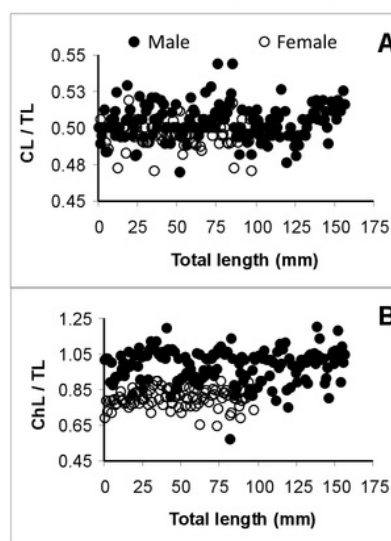 A
Male Female
0.55
0.53
0.50
0.48
0.45
CL / TL
0 25 50 75 100 125 150 175
Total length (mm)
B
1.25
1.05
0.85
0.65
0.45
ChL / TL
0 25 50 75 100 125 150 175
Total length (mm)